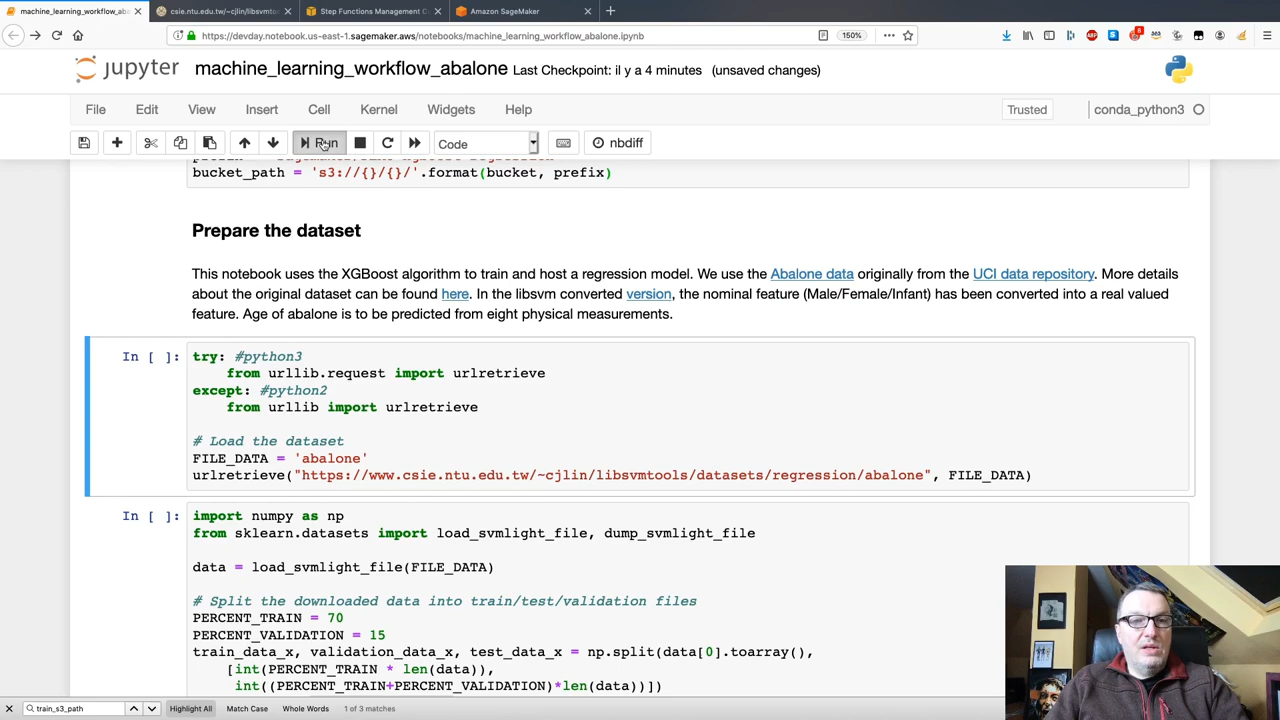 machine_learning_workflow_aba
csie.ntu.edu.tw/~cjlin/libsvmto
Step Functions Management C
Amazon SageMaker
https://devday.notebook.us-east-1.sagemaker.aws/notebooks/machine_learning_workflow_abalone.ipynb
150%
8
jupyter
machine_learning_workflow_abalone Last Checkpoint: il y a 4 minutes (unsaved changes)
File Edit View Insert Cell Kernel Widgets Help
Trusted
conda_python3
Run
Code
nbdiff
bucket_path = 's3://{}/{}/'.format(bucket, prefix)
Prepare the dataset
This notebook uses the XGBoost algorithm to train and host a regression model. We use the Abalone data originally from the UCI data repository. More details
about the original dataset can be found here. In the libsvm converted version, the nominal feature (Male/Female/Infant) has been converted into a real valued
feature. Age of abalone is to be predicted from eight physical measurements.
In [ ]:
try: #python3
from urllib.request import urlretrieve
except: #python2
from urllib import urlretrieve
# Load the dataset
FILE_DATA = 'abalone'
urlretrieve("https://www.csie.ntu.edu.tw/~cjlin/libsvmtools/datasets/regression/abalone", FILE_DATA)
In [ ]:
import numpy as np
from sklearn.datasets import load_svmlight_file, dump_svmlight_file
data = load_svmlight_file(FILE_DATA)
# Split the downloaded data into train/test/validation files
PERCENT_TRAIN = 70
PERCENT_VALIDATION = 15
train_data_x, validation_data_x, test_data_x = np.split(data[0].toarray(),
[int(PERCENT_TRAIN * len(data)),
int((PERCENT_TRAIN+PERCENT_VALIDATION)*len(data))])
train_s3_path
Highlight All
Match Case
Whole Words
1 of 3 matches